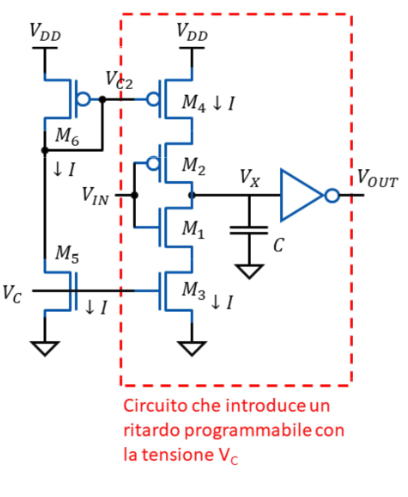 V_DD V_DD
V_C2
M_4 ↓ I
M_6
↓ I
M_2
V_IN V_X V_OUT
M_1
C
M_5
V_C ↓ I M_3 ↓ I
Circuito che introduce un
ritardo programmabile con
la tensione V_C